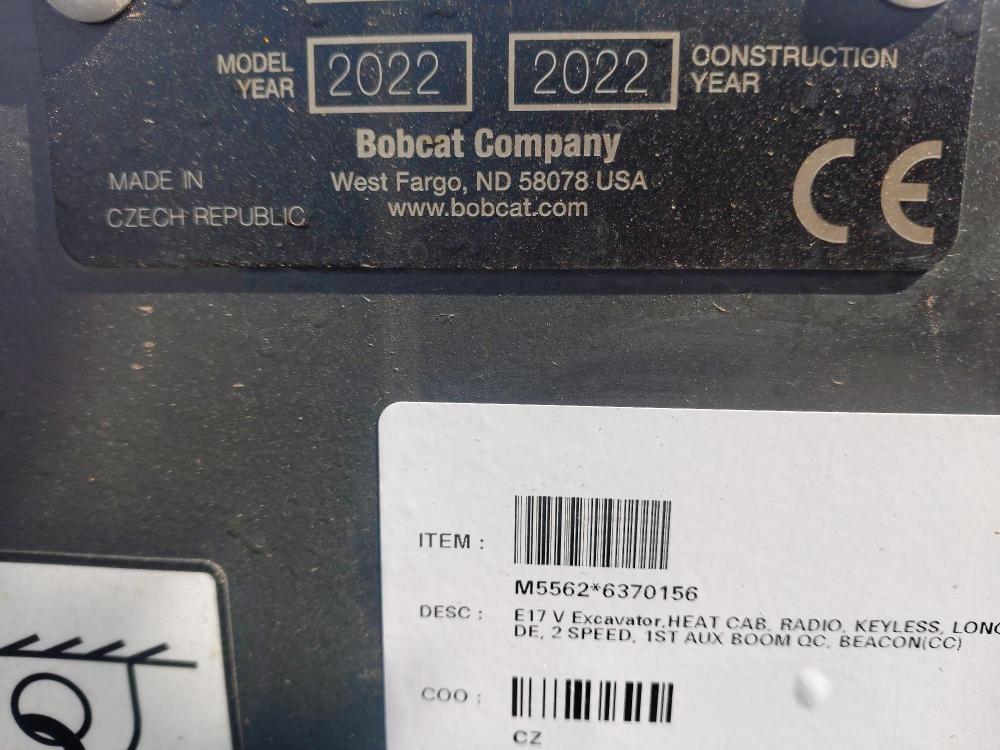 MODEL YEAR 2022 2022 CONSTRUCTION YEAR
Bobcat Company
MADE IN
West Fargo, ND 58078 USA
CZECH REPUBLIC
www.bobcat.com
CE
ITEM :
M5562*6370156
DESC : E17 V Excavator,HEAT CAB, RADIO, KEYLESS, LONG
DE, 2 SPEED, 1ST AUX BOOM QC, BEACON(CC)
COO :
CZ